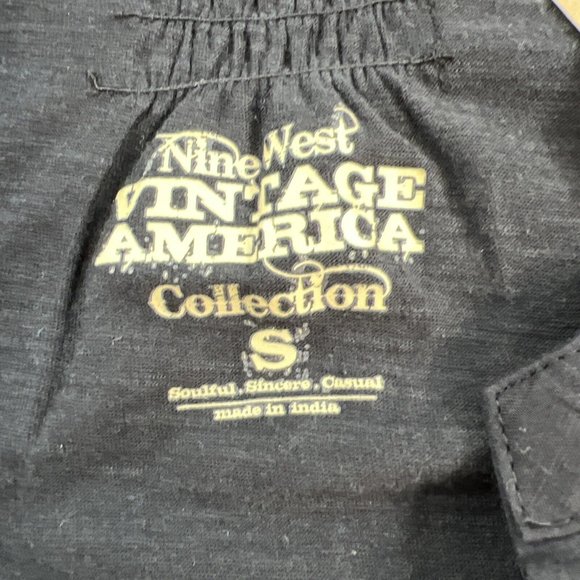 Nine West
VINTAGE
AMERICA
Collection
S
Soulful . Sincere . Casual
made in india